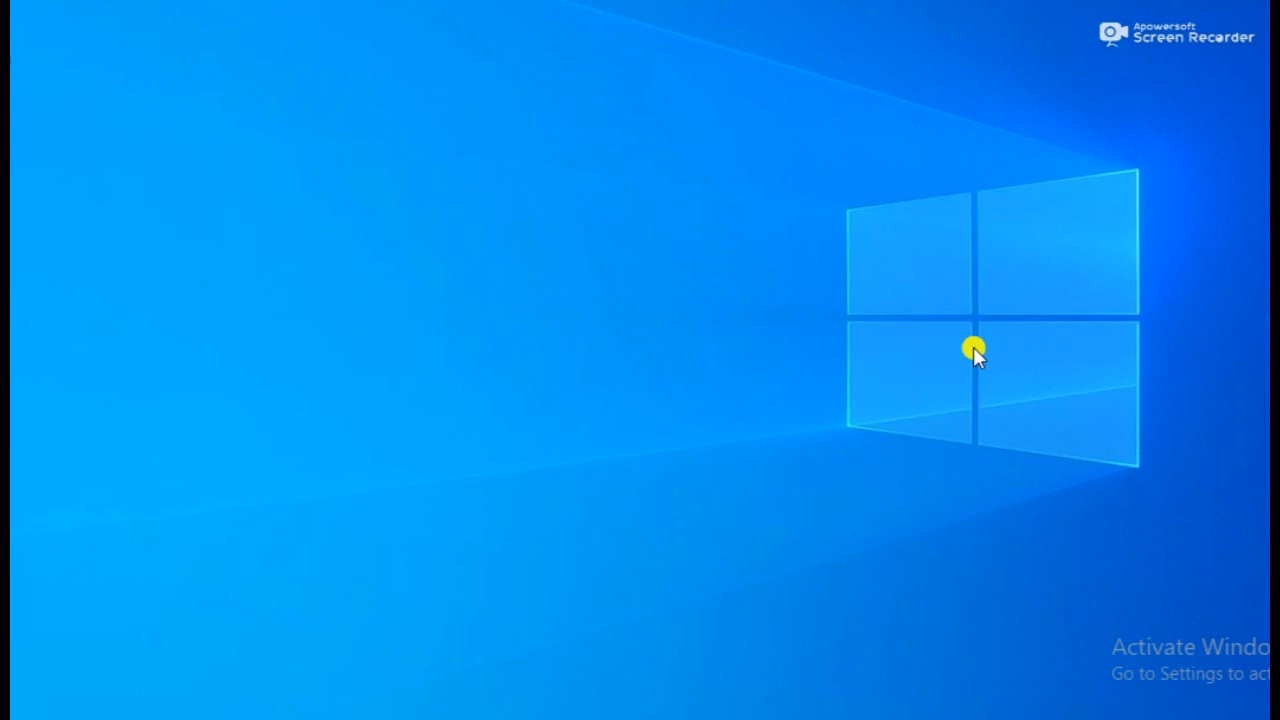 Apowersoft
Screen Recorder
Activate Windo
Go to Settings to act